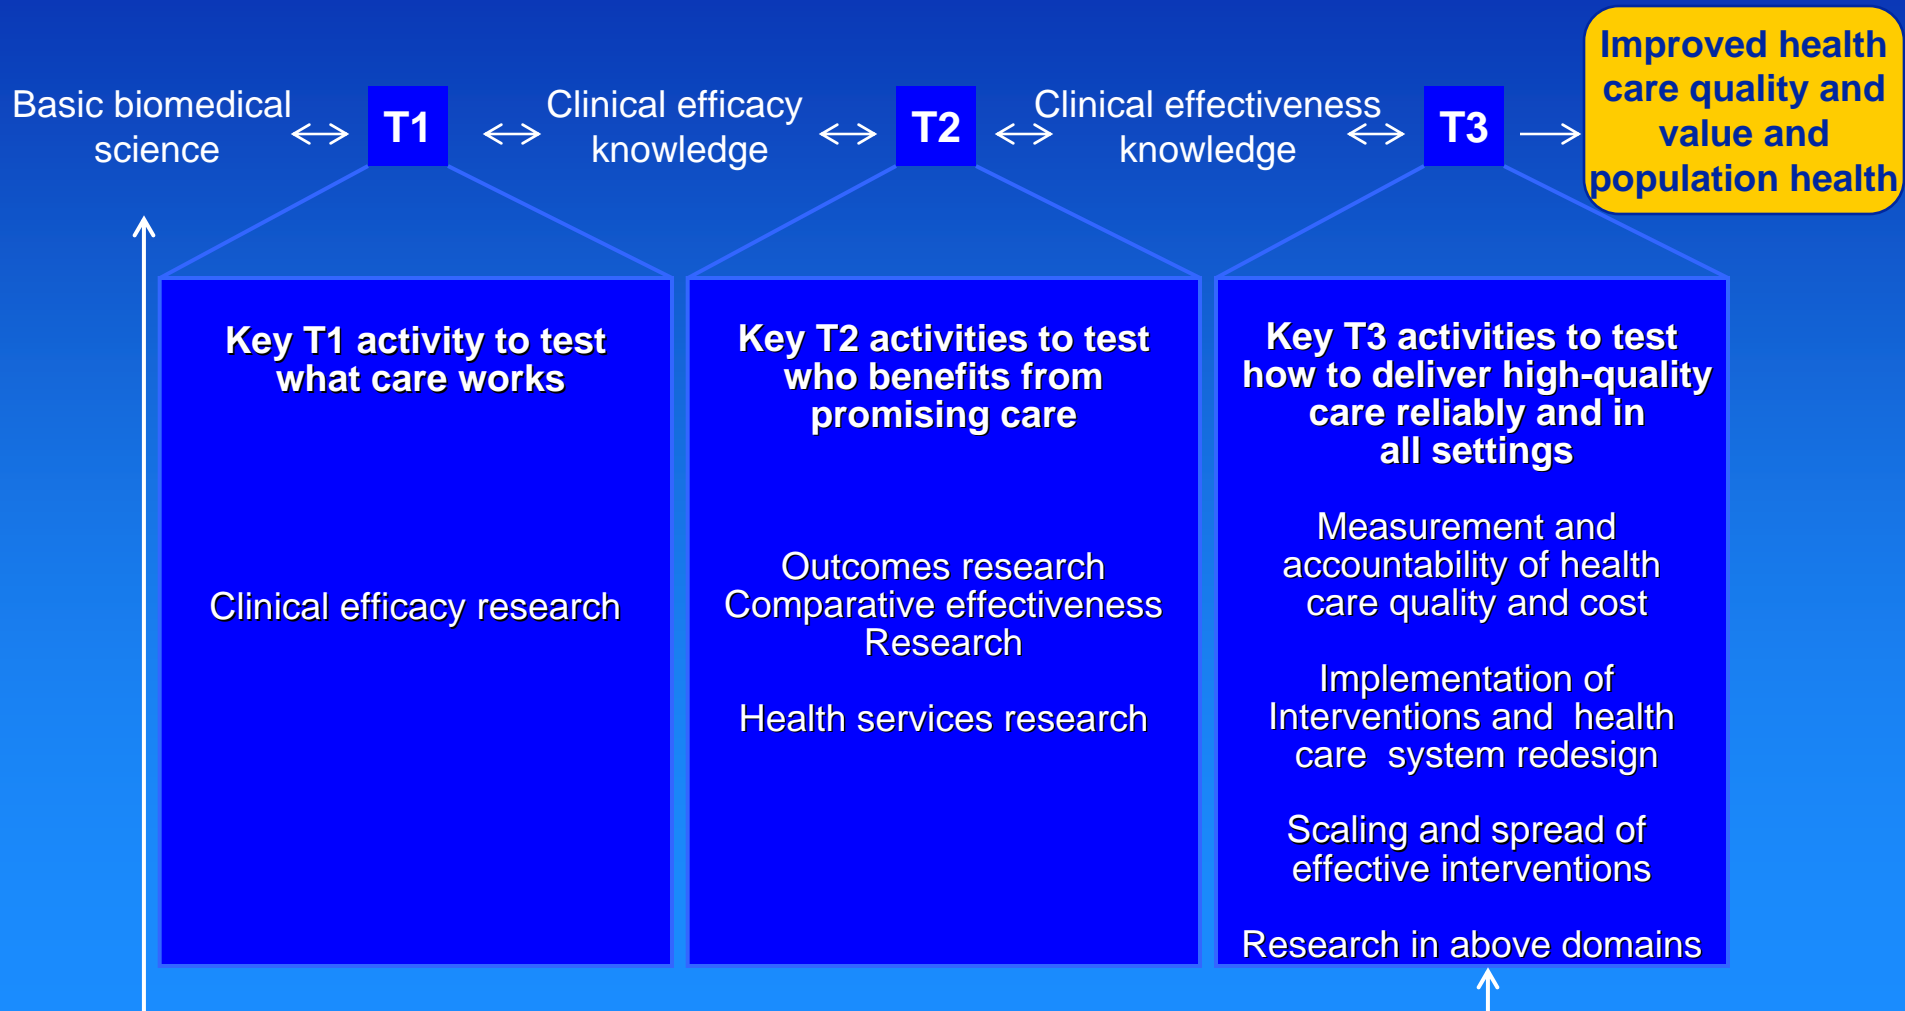 Basic biomedical
science
T1
Clinical efficacy
knowledge
T2
Clinical effectiveness
knowledge
T3
Improved health
care quality and
value and
population health
Key T1 activity to test
what care works
Clinical efficacy research
Key T2 activities to test
who benefits from
promising care
Outcomes research
Comparative effectiveness
Research
Health services research
Key T3 activities to test
how to deliver high-quality
care reliably and in
all settings
Measurement and
accountability of health
care quality and cost
Implementation of
Interventions and health
care system redesign
Scaling and spread of
effective interventions
Research in above domains